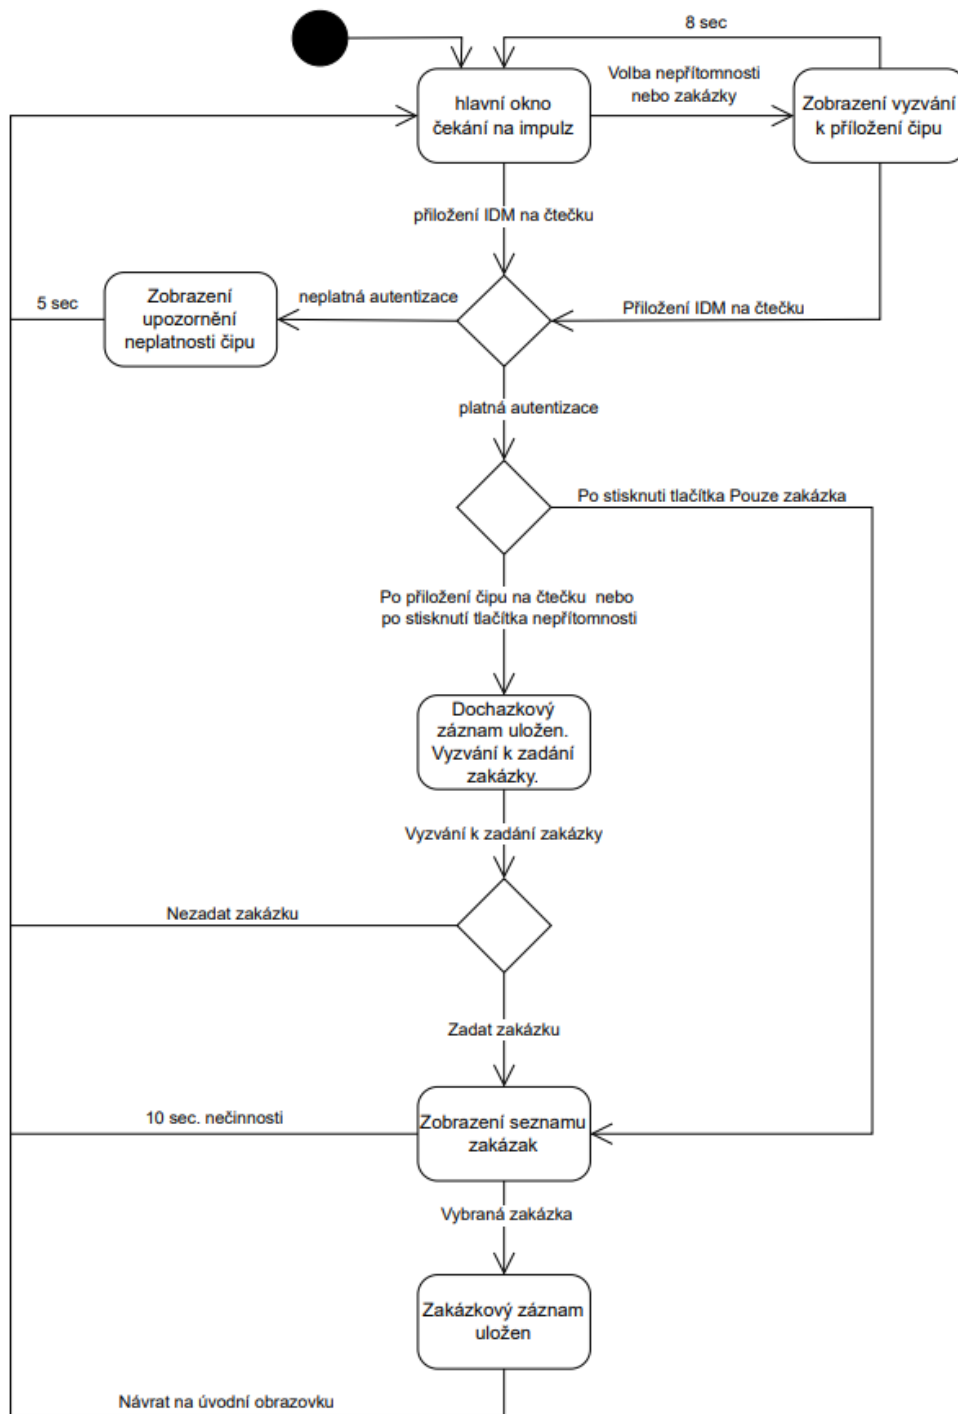 8 sec
hlavní okno
čekání na impulz
Volba nepřítomnosti
nebo zakázky
Zobrazení vyzvání
k příložení čipu
přiložení IDM na čtečku
5 sec
Zobrazení
upozornění
neplatnosti čipu
neplatná autentizace
Přiložení IDM na čtečku
platná autentizace
Po stisknuti tlačítka Pouze zakázka
Po přiložení čipu na čtečku nebo
po stisknutí tlačítka nepřítomnosti
Dochazkový
záznam uložen.
Vyzvání k zadání
zakázky.
Vyzvání k zadání zakázky
Nezadat zakázku
Zadat zakázku
10 sec. nečinnosti
Zobrazení seznamu
zakázak
Vybraná zakázka
Zakázkový záznam
uložen
Návrat na úvodní obrazovku